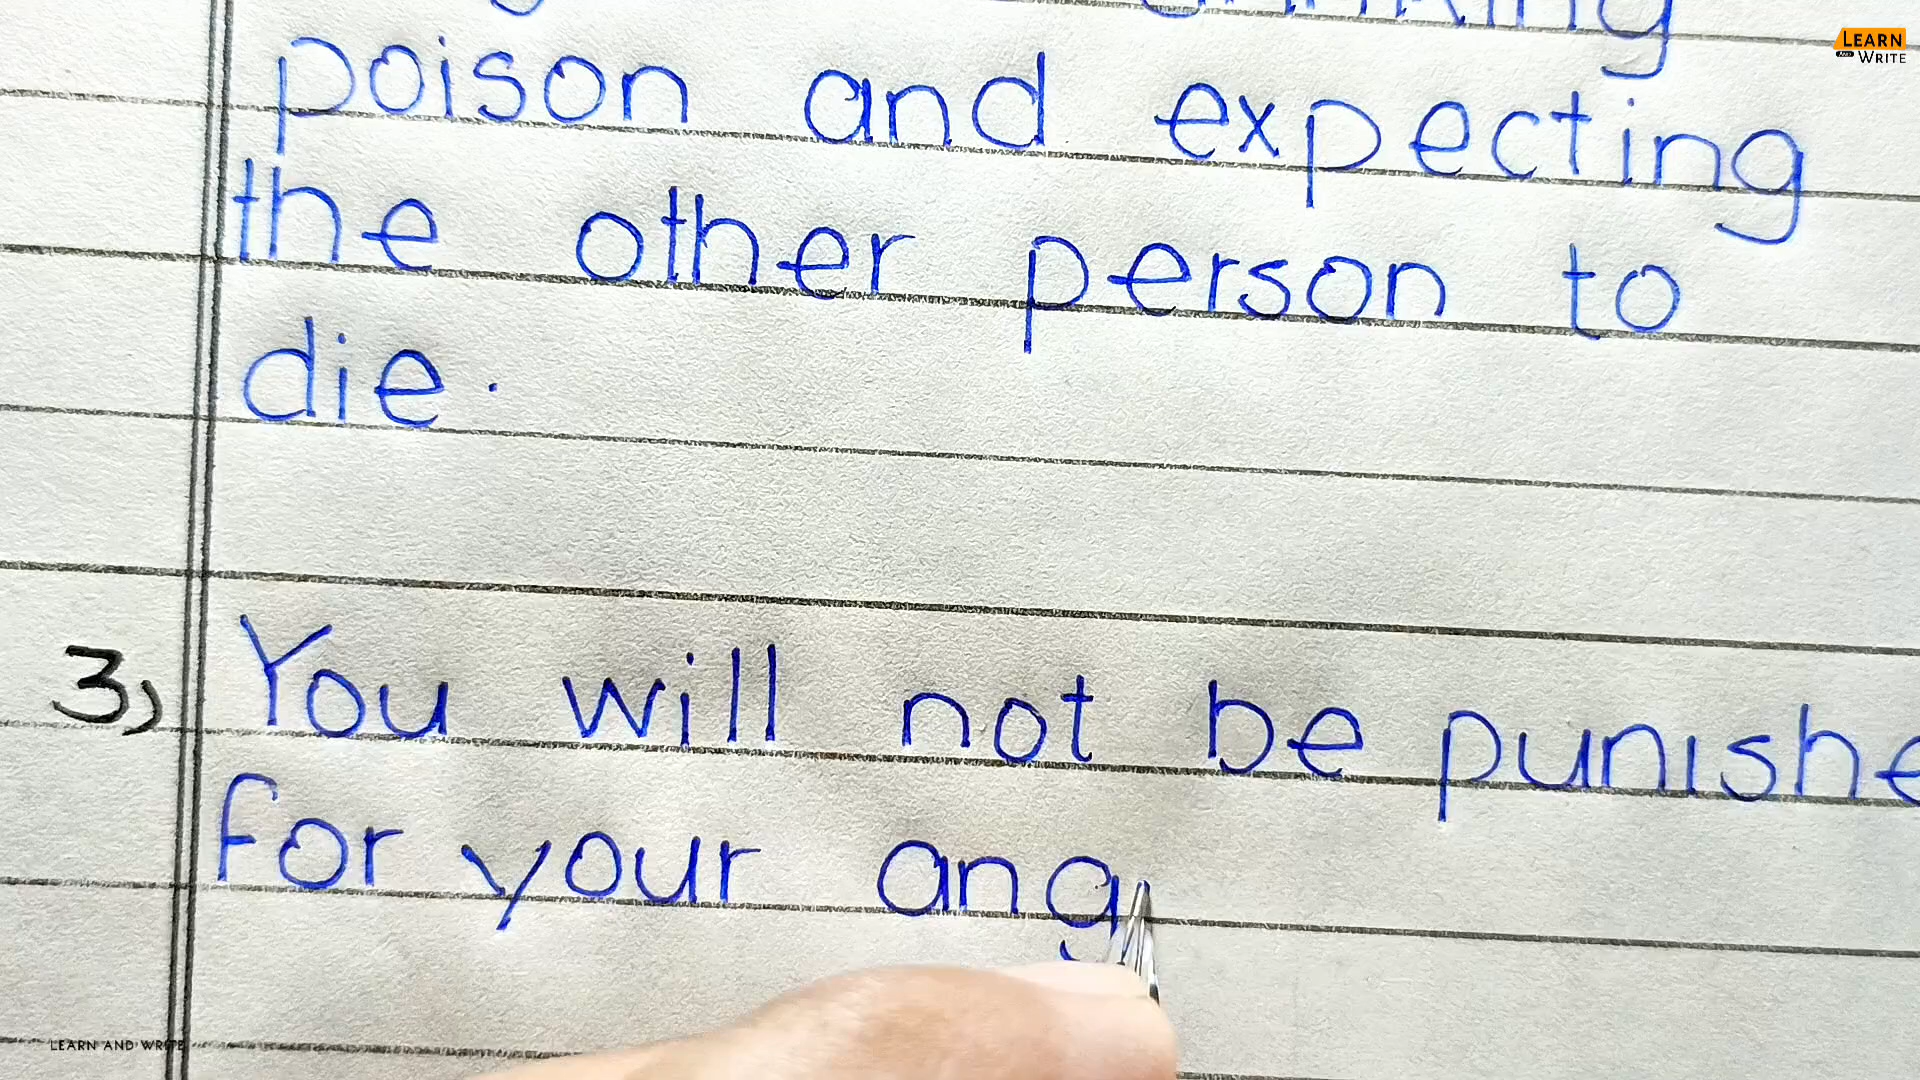 poison and expecting
the other person to
die.
3) You will not be punishe
for your ang
LEARN
AND WRITE
LEARN AND WRITE